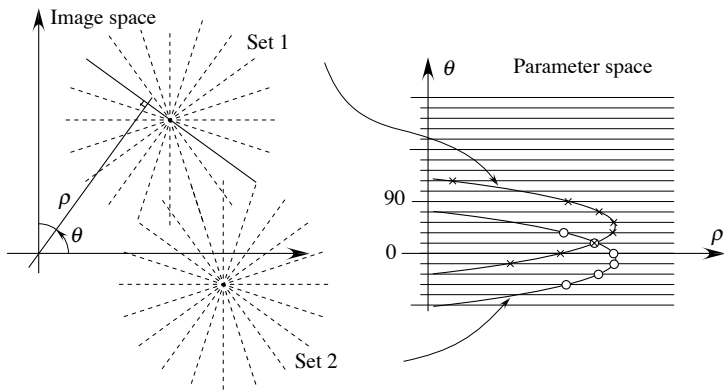 Image space
Set 1
ρ
θ
Set 2
θ
Parameter space
90
0
ρ